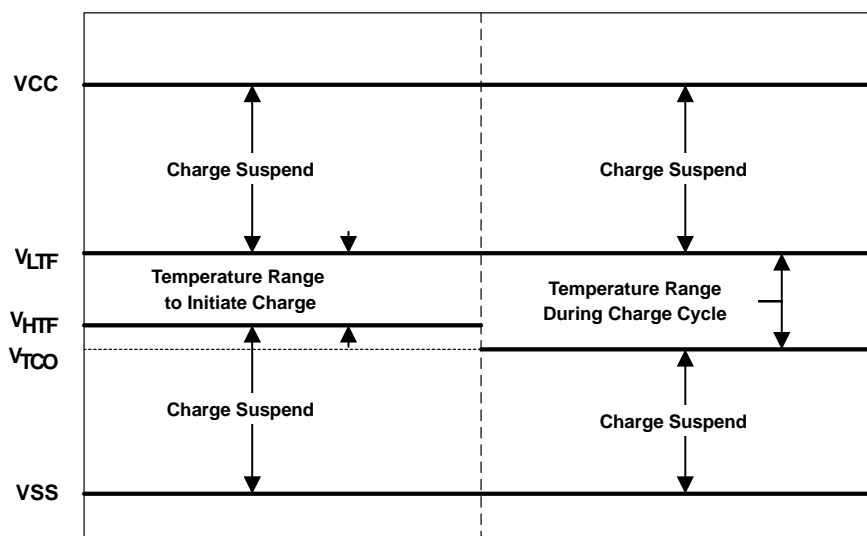 VCC
Charge Suspend
Charge Suspend
VLTF
Temperature Range
to Initiate Charge
Temperature Range
During Charge Cycle
VHTF
VTCO
Charge Suspend
Charge Suspend
VSS